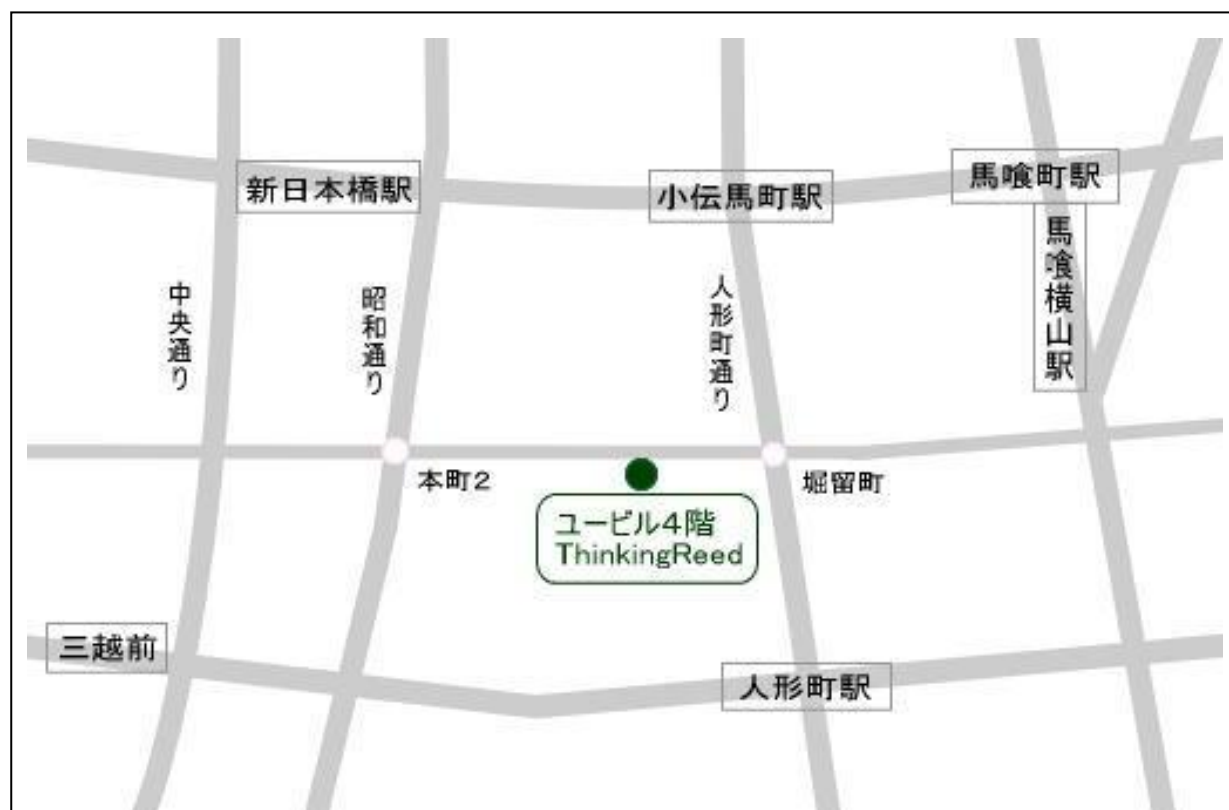 新日本橋駅
小伝馬町駅
馬喰町駅
馬喰横山駅
中央通り
昭和通り
人形町通り
本町2
堀留町
ユービル4階
ThinkingReed
三越前
人形町駅